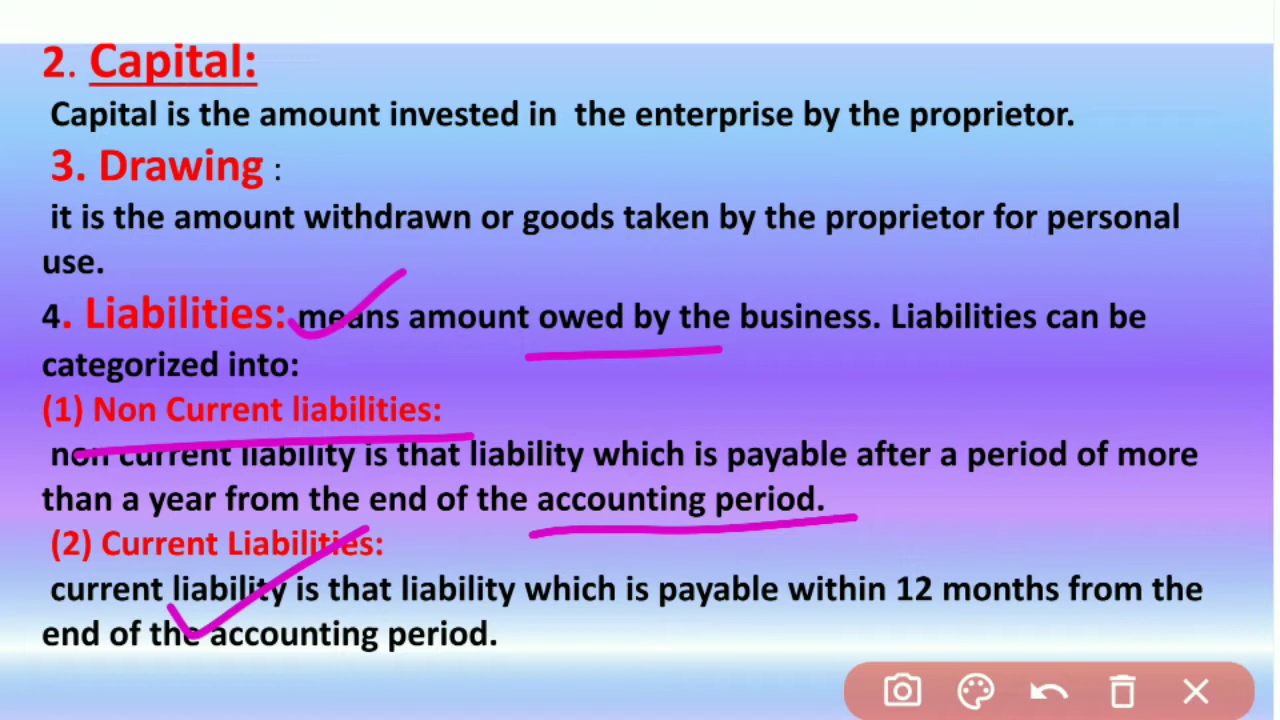 2. Capital:
Capital is the amount invested in the enterprise by the proprietor.
3. Drawing :
it is the amount withdrawn or goods taken by the proprietor for personal
use.
4. Liabilities: means amount owed by the business. Liabilities can be
categorized into:
(1) Non Current liabilities:
non current liability is that liability which is payable after a period of more
than a year from the end of the accounting period.
(2) Current Liabilities:
current liability is that liability which is payable within 12 months from the
end of the accounting period.